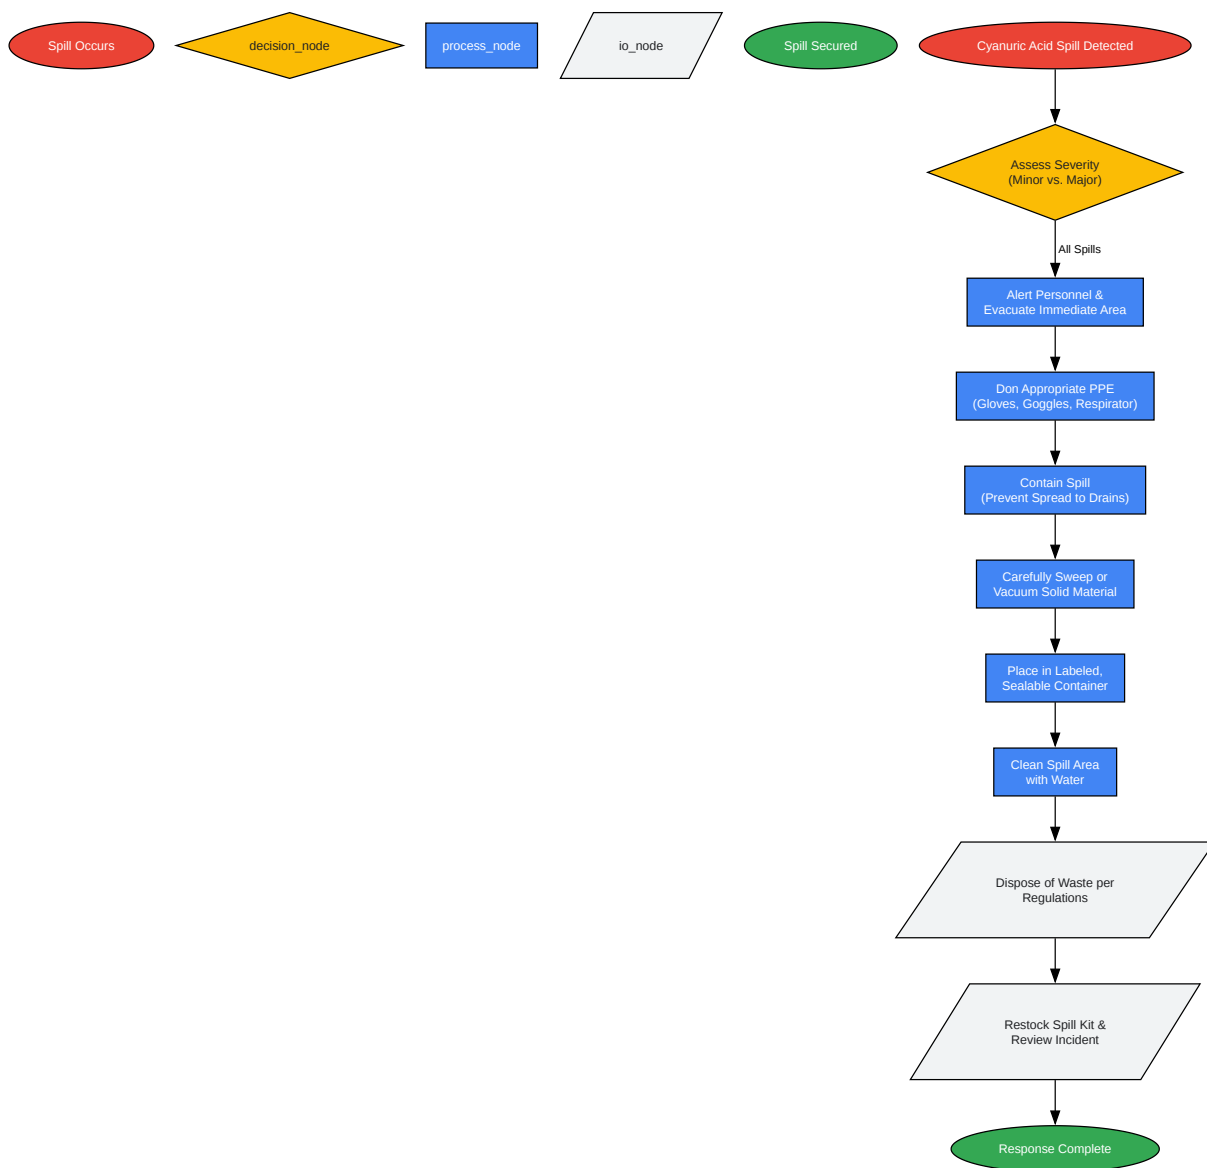 Spill Occurs
decision_node
process_node
io_node
Spill Secured
Cyanuric Acid Spill Detected
Assess Severity
(Minor vs. Major)
All Spills
Alert Personnel &
Evacuate Immediate Area
Don Appropriate PPE
(Gloves, Goggles, Respirator)
Contain Spill
(Prevent Spread to Drains)
Carefully Sweep or
Vacuum Solid Material
Place in Labeled,
Sealable Container
Clean Spill Area
with Water
Dispose of Waste per
Regulations
Restock Spill Kit &
Review Incident
Response Complete